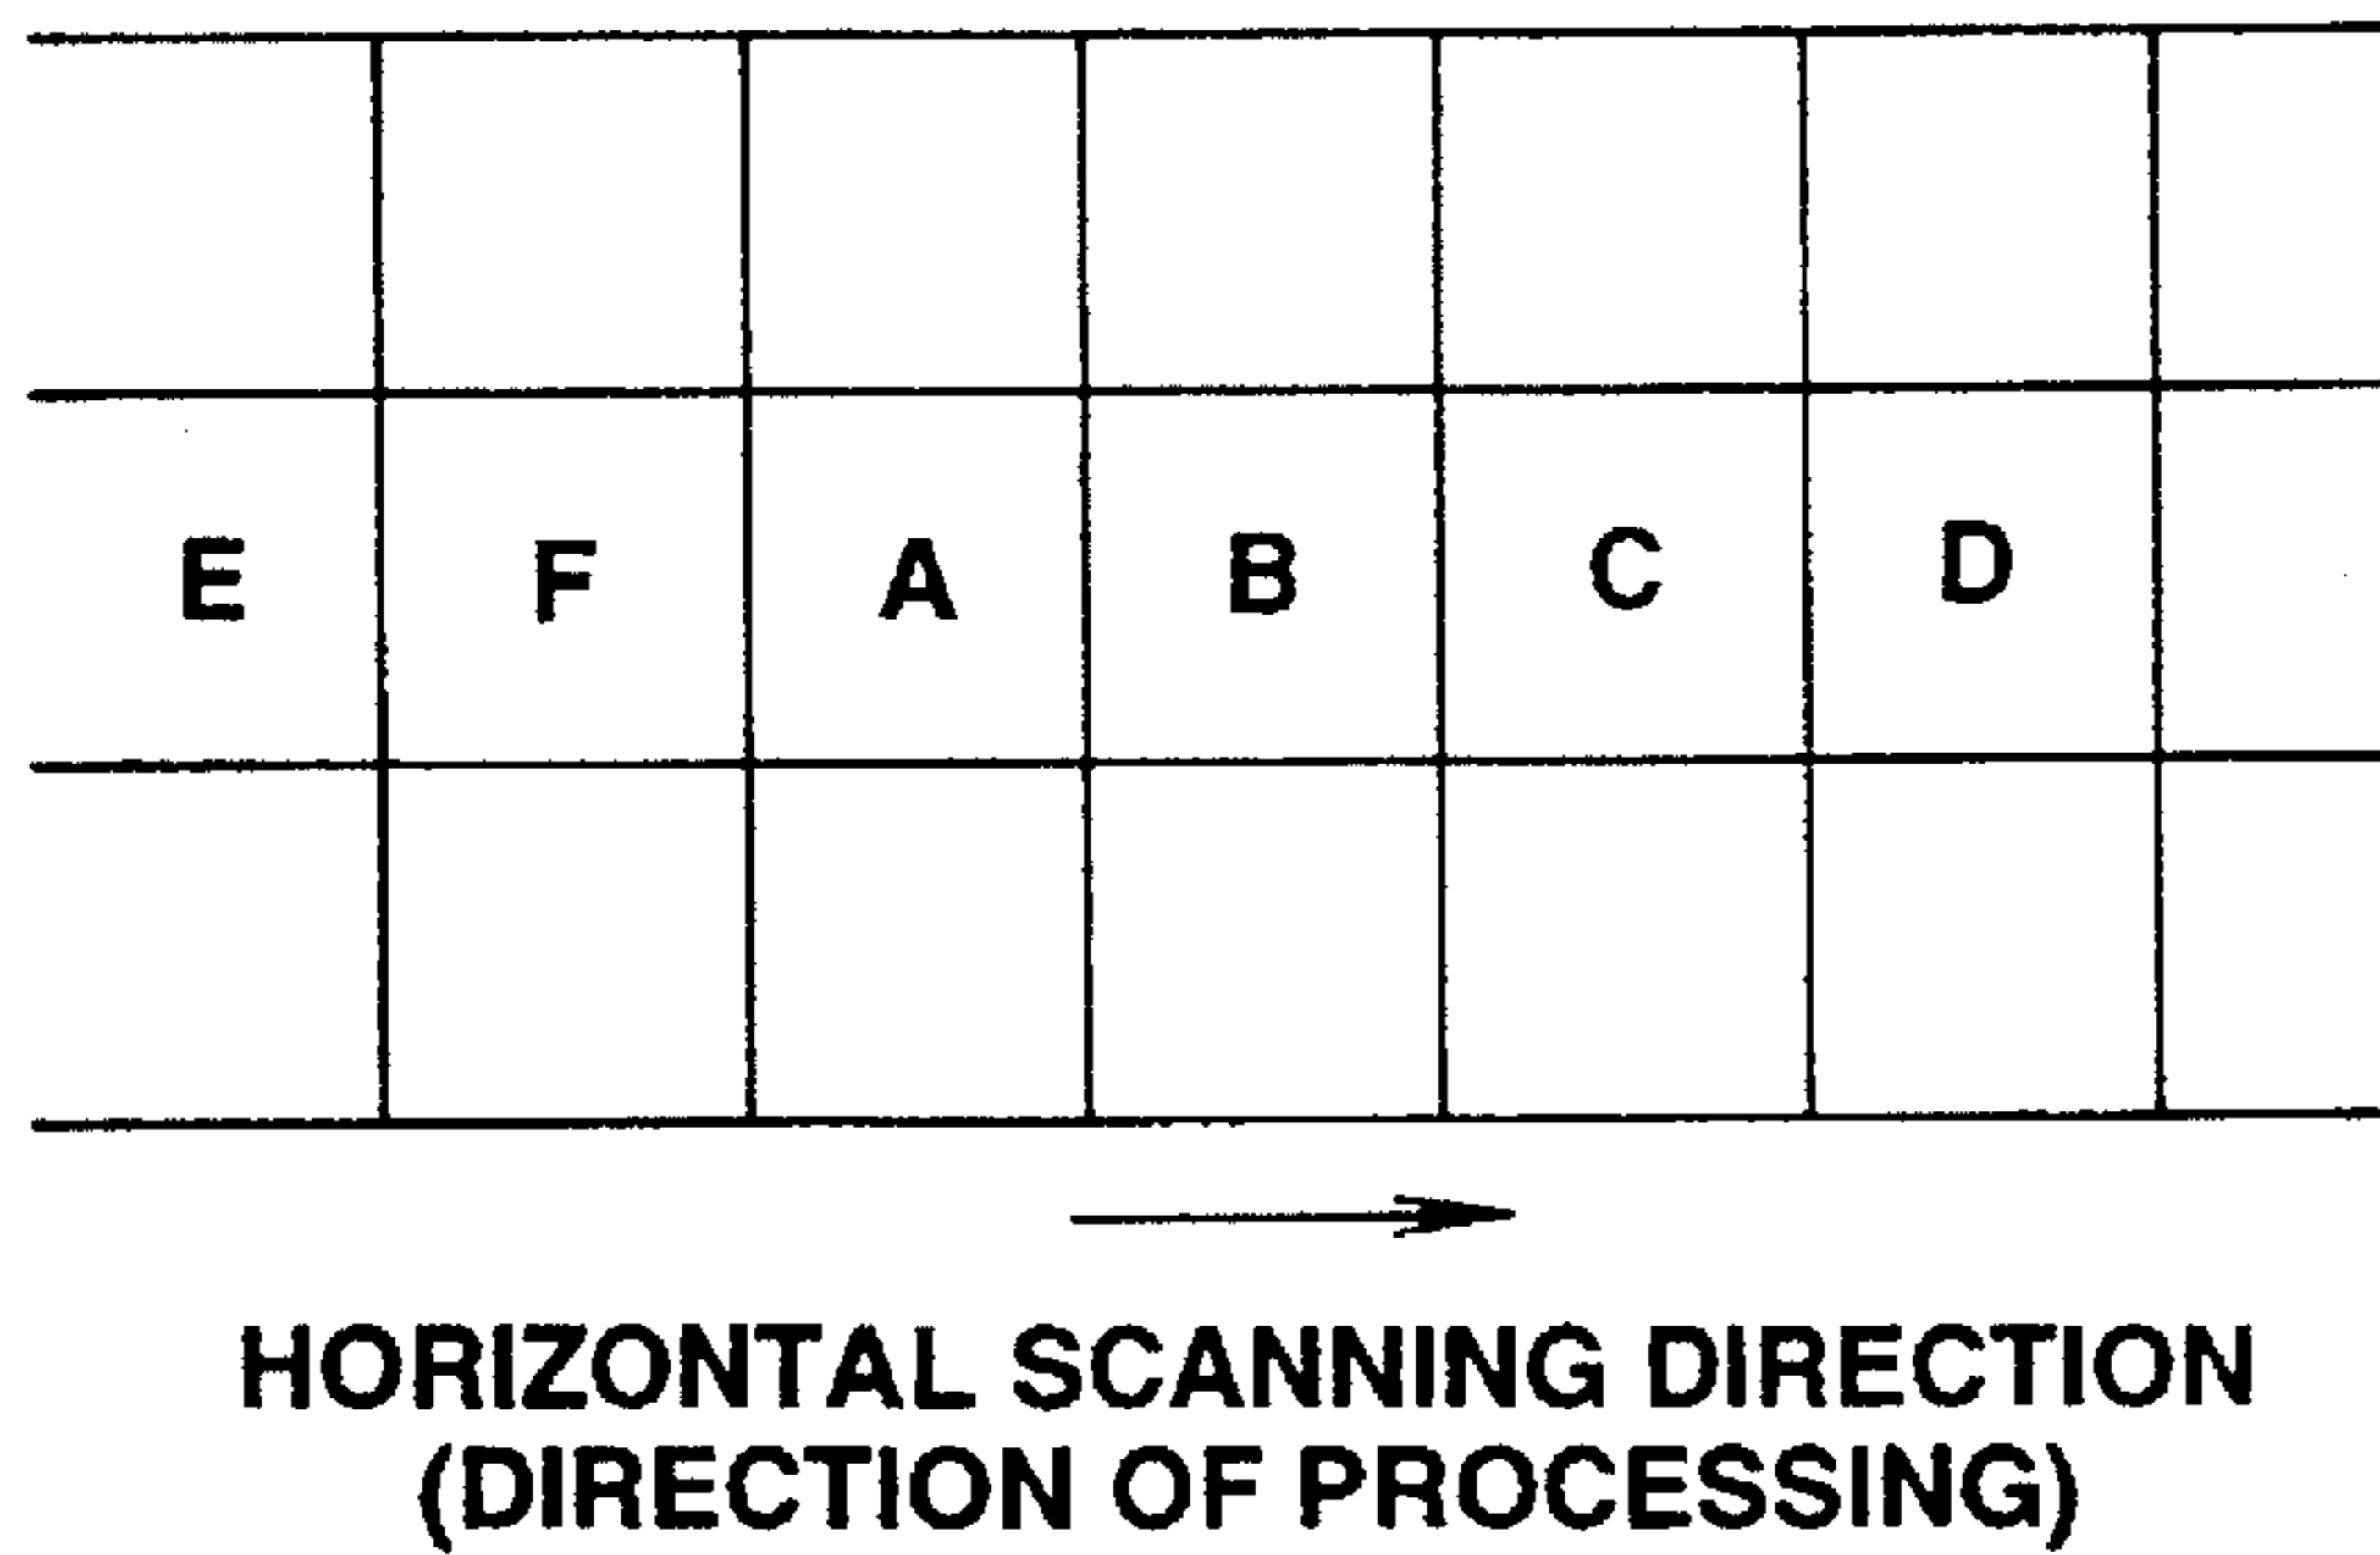 E F A B C D
HORIZONTAL SCANNING DIRECTION
(DIRECTION OF PROCESSING)